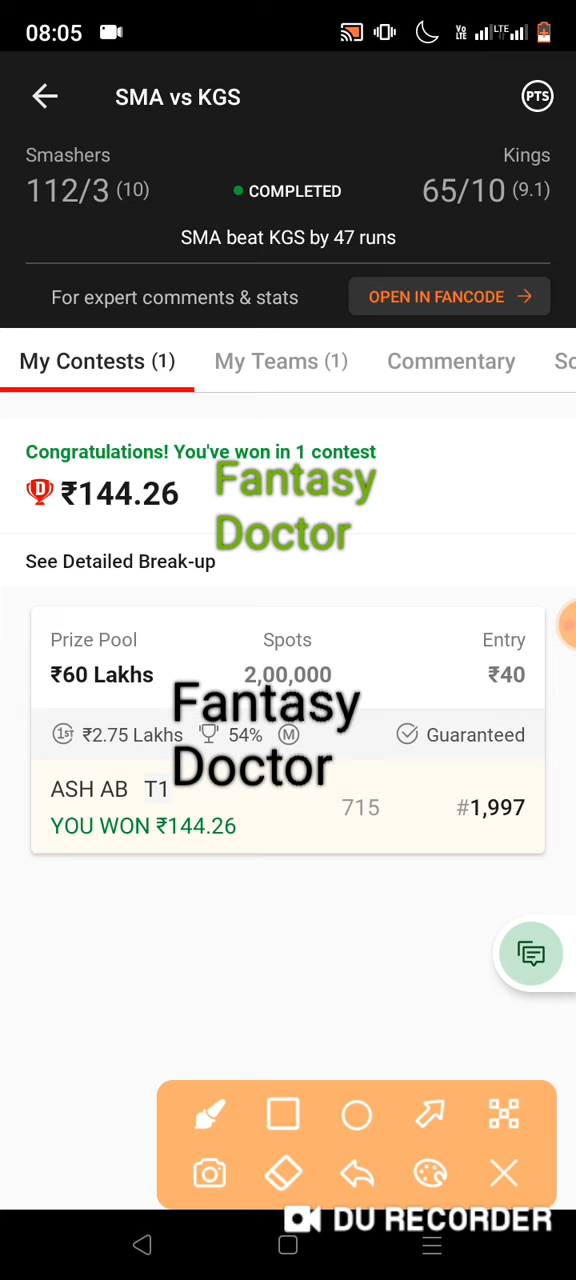 08:05
Vo LTE LTE
SMA vs KGS PTS
Smashers Kings
112/3 (10) COMPLETED 65/10 (9.1)
SMA beat KGS by 47 runs
For expert comments & stats OPEN IN FANCODE
My Contests (1) My Teams (1) Commentary Sc
Congratulations! You've won in 1 contest
D ₹144.26 Fantasy
Doctor
See Detailed Break-up
Prize Pool Spots Entry
₹60 Lakhs 2,00,000 ₹40
Fantasy
1ST ₹2.75 Lakhs 54% M Guaranteed
Doctor
ASH AB T1
715 #1,997
YOU WON ₹144.26
DU RECORDER